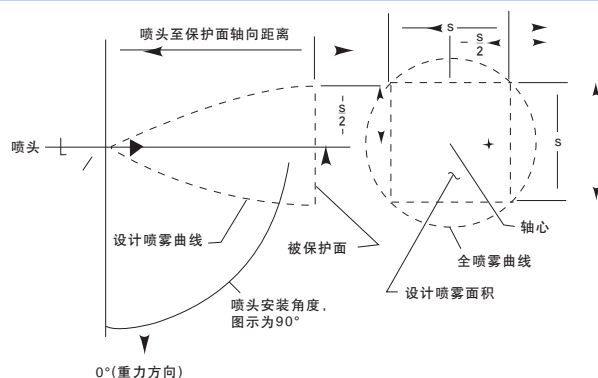 喷头至保护面轴向距离
s
s
2
s
2
s
喷头
设计喷雾曲线
被保护面
轴心
全喷雾曲线
设计喷雾面积
喷头安装角度，
图示为90°
0°(重力方向)